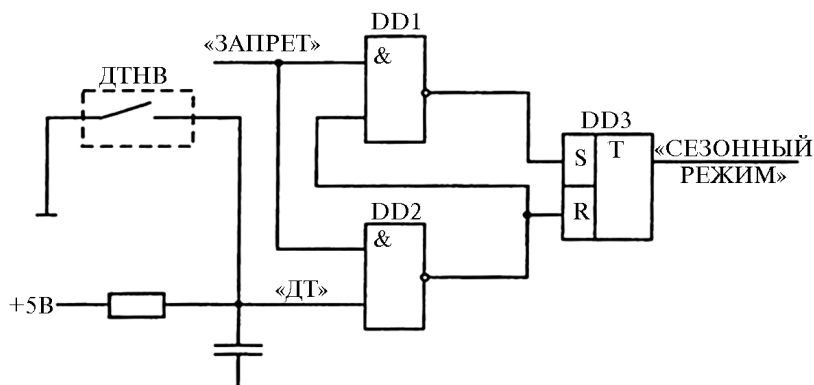 DD1
«ЗАПРЕТ»
&
ДТНВ
DD3
S
T
«СЕЗОННЫЙ
РЕЖИМ»
R
DD2
&
«ДТ»
+5В